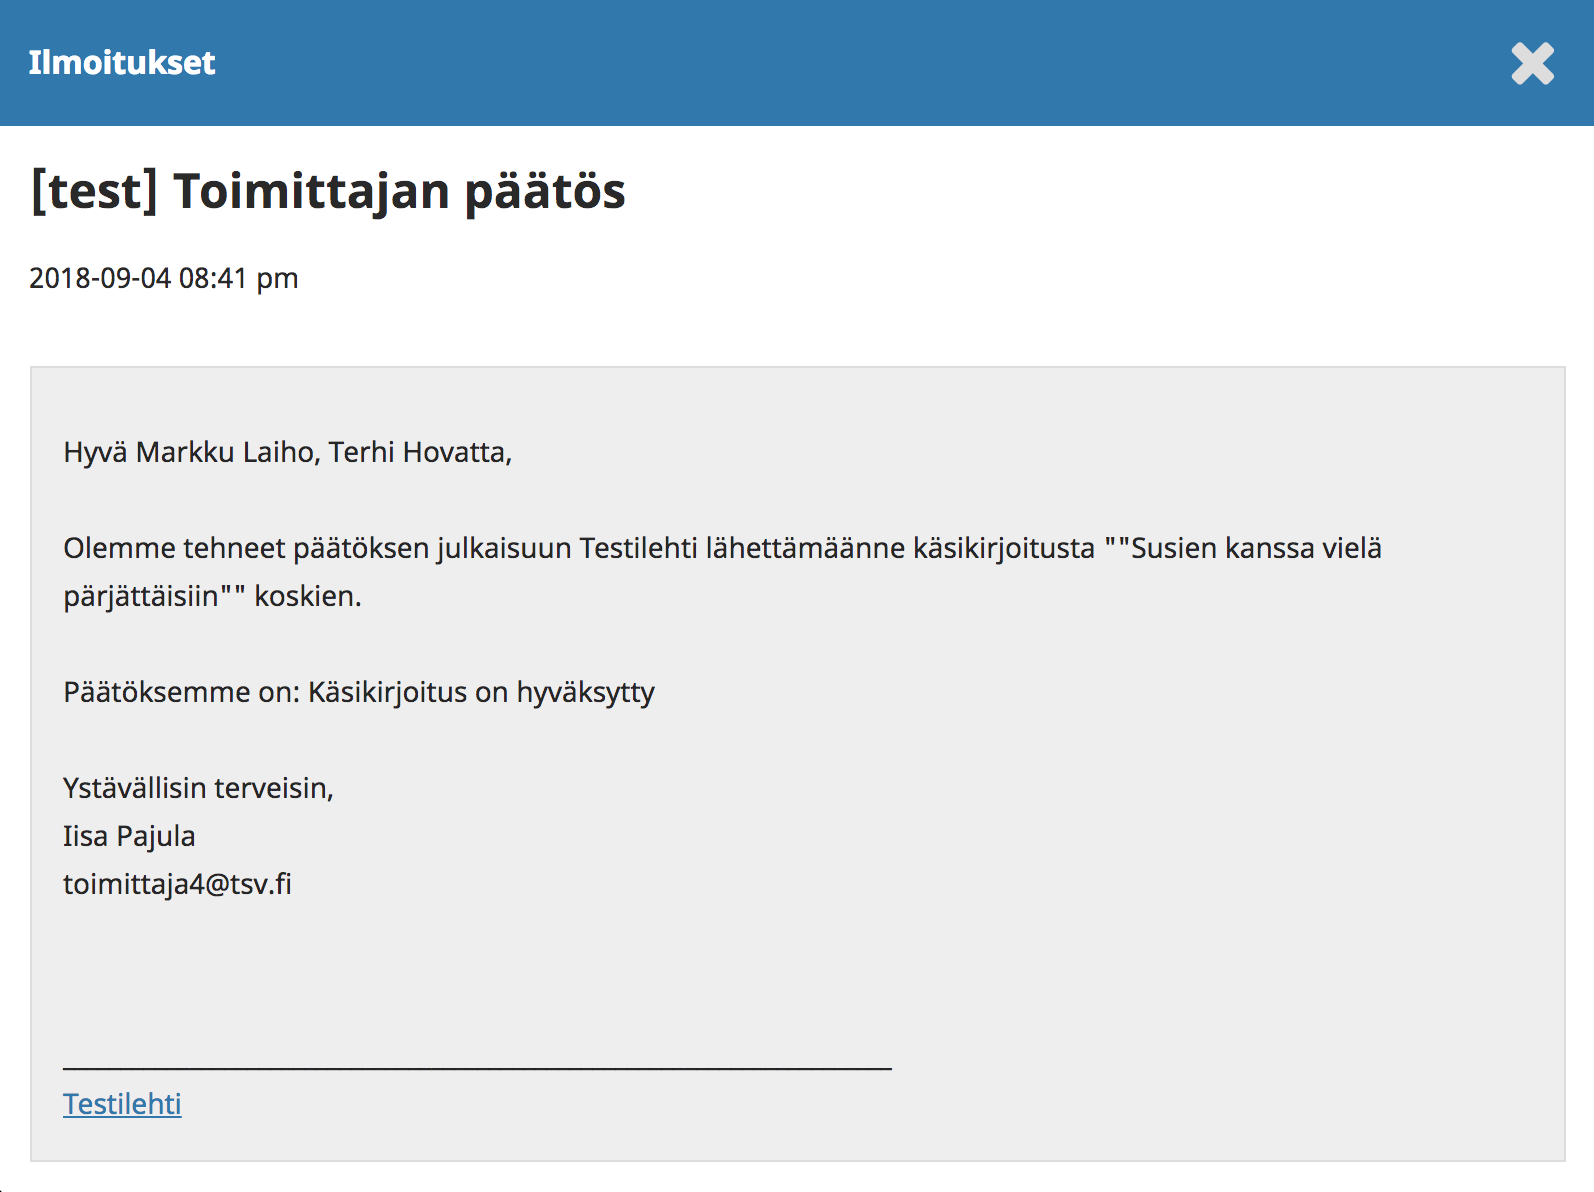 Ilmoitukset
[test] Toimittajan päätös
2018-09-04 08:41 pm
Hyvä Markku Laiho, Terhi Hovatta,
Olemme tehneet päätöksen julkaisuun Testilehti lähettämäänne käsikirjoitusta ""Susien kanssa vielä
pärjättäisiin"" koskien.
Päätöksemme on: Käsikirjoitus on hyväksytty
Ystävällisin terveisin,
Iisa Pajula
toimittaja4@tsv.fi
Testilehti